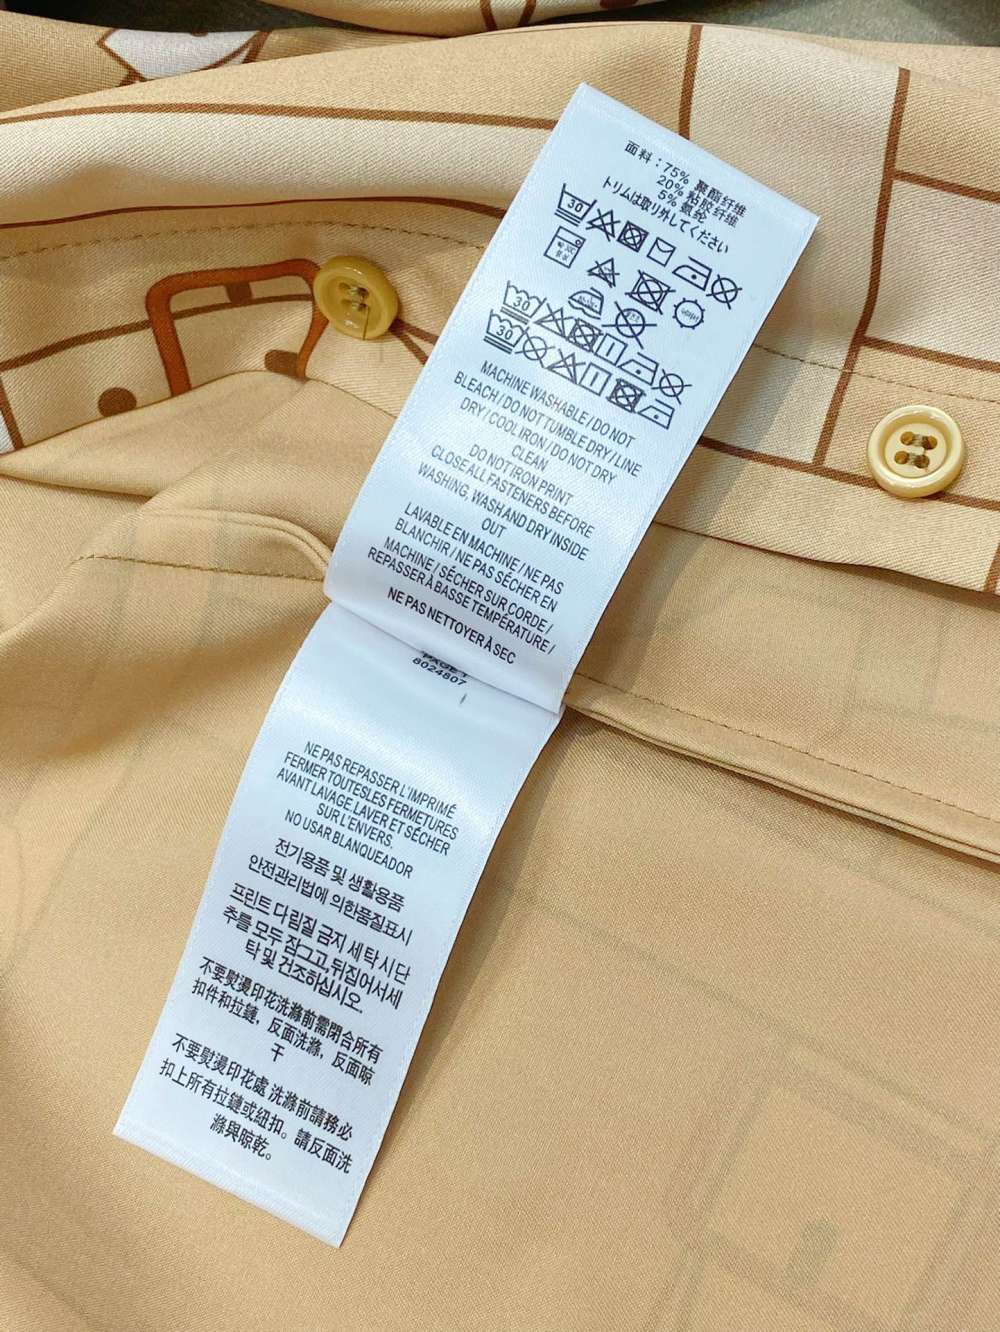 面料：75% 聚酯纤维
20% 粘胶纤维
5% 氨纶
トリムは取り外してください
30
30
30
MACHINE WASHABLE / DO NOT
BLEACH / DO NOT TUMBLE DRY / LINE
DRY / COOL IRON / DO NOT DRY
CLEAN
DO NOT IRON PRINT
CLOSE ALL FASTENERS BEFORE
WASHING, WASH AND DRY INSIDE
OUT
LAVABLE EN MACHINE / NE PAS
BLANCHIR / NE PAS SÉCHER EN
MACHINE / SÉCHER SUR CORDE /
REPASSER À BASSE TEMPÉRATURE /
NE PAS NETTOYER À SEC
PAGE 1
8024807
NE PAS REPASSER L'IMPRIMÉ
FERMER TOUTES LES FERMETURES
AVANT LAVAGE. LAVER ET SÉCHER
SUR L'ENVERS.
NO USAR BLANQUEADOR
전기용품 및 생활용품
안전관리법에 의한품질표시
프린트 다림질 금지 세탁 시 단
추를 모두 잠그고, 뒤집어서 세
탁 및 건조하십시오.
不要熨燙印花洗滌前需閉合所有
扣件和拉鏈，反面洗滌，反面晾
干
不要熨燙印花處 洗滌前請務必
扣上所有拉鏈或紐扣。請反面洗
滌與晾乾。